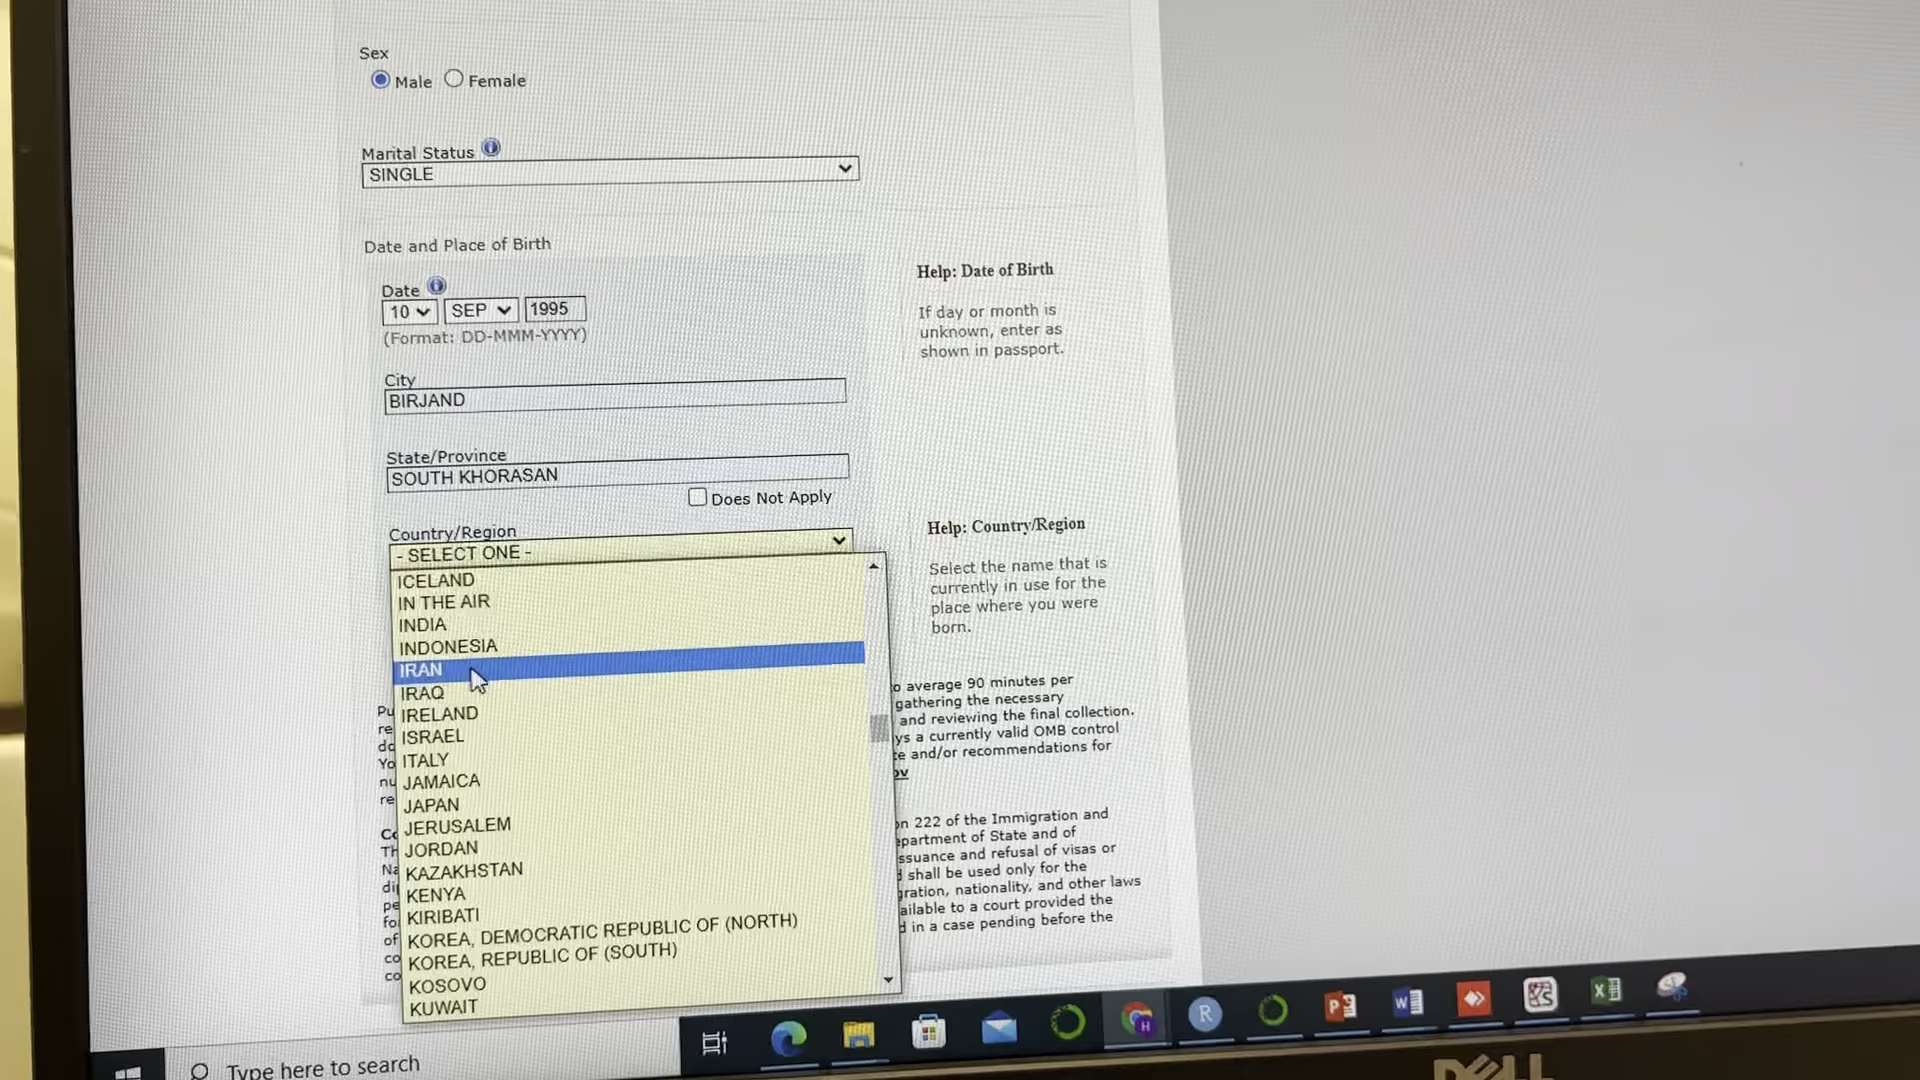 Sex
Male Female
Marital Status
SINGLE
Date and Place of Birth
Date
10 SEP 1995
(Format: DD-MMM-YYYY)
Help: Date of Birth
If day or month is
unknown, enter as
shown in passport.
City
BIRJAND
State/Province
SOUTH KHORASAN
Does Not Apply
Country/Region
- SELECT ONE -
Help: Country/Region
Select the name that is
currently in use for the
place where you were
born.
ICELAND
IN THE AIR
INDIA
INDONESIA
IRAN
IRAQ
IRELAND
ISRAEL
ITALY
JAMAICA
JAPAN
JERUSALEM
JORDAN
KAZAKHSTAN
KENYA
KIRIBATI
KOREA, DEMOCRATIC REPUBLIC OF (NORTH)
KOREA, REPUBLIC OF (SOUTH)
KOSOVO
KUWAIT
average 90 minutes per
gathering the necessary
and reviewing the final collection.
a currently valid OMB control
and/or recommendations for
222 of the Immigration and
State and of
issuance and refusal of visas or
shall be used only for the
nationality, and other laws
available to a court provided the
in a case pending before the
Type here to search
DELL